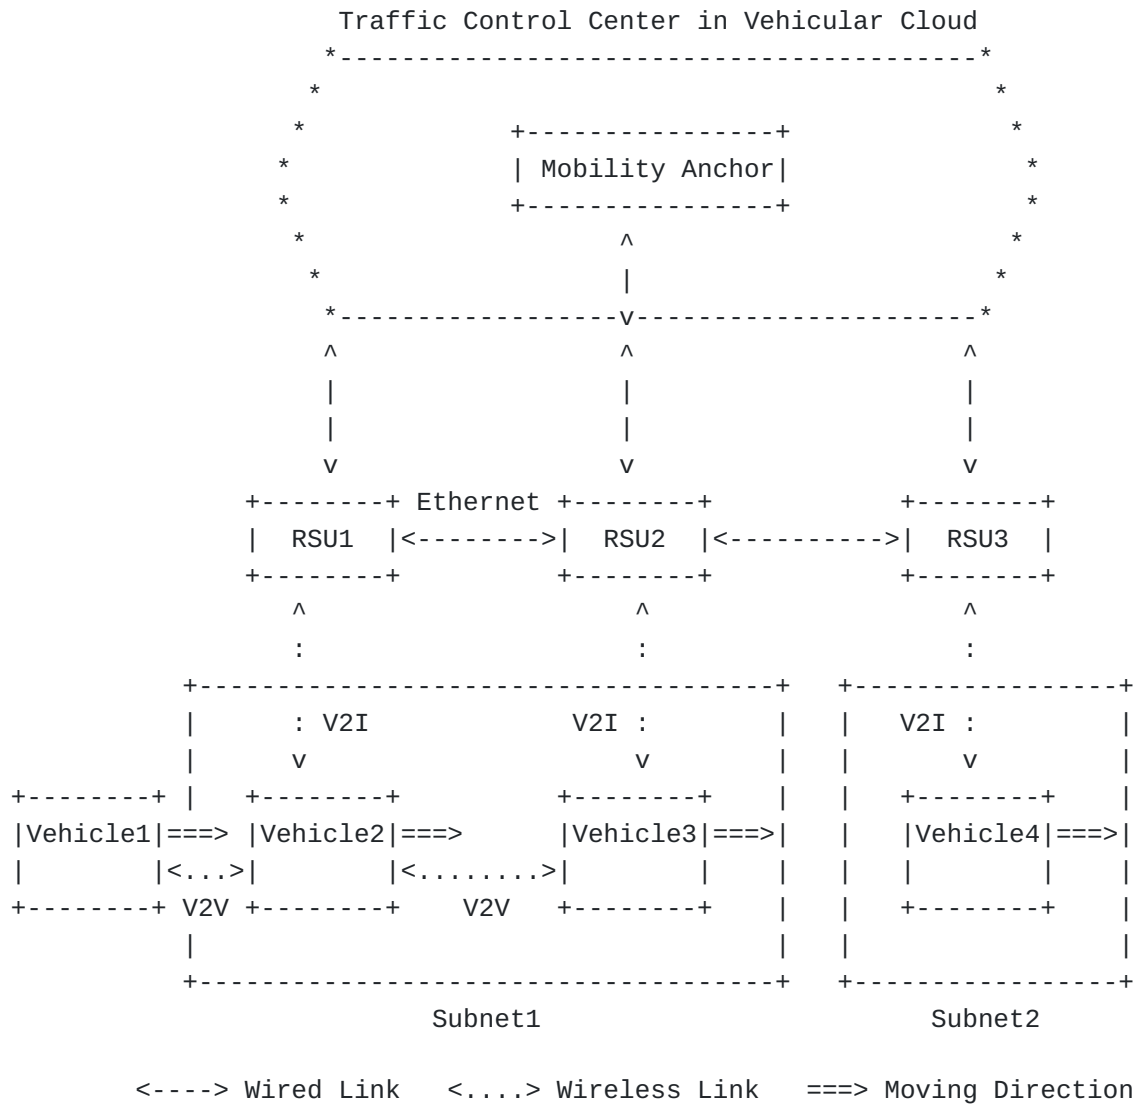 Traffic Control Center in Vehicular Cloud
Mobility Anchor
Ethernet
RSU1 RSU2 RSU3
V2I V2I V2I
Vehicle1 ===> Vehicle2 ===> Vehicle3 ===> Vehicle4 ===>
<...> <........>
V2V V2V
Subnet1 Subnet2
<----> Wired Link <....> Wireless Link ===> Moving Direction